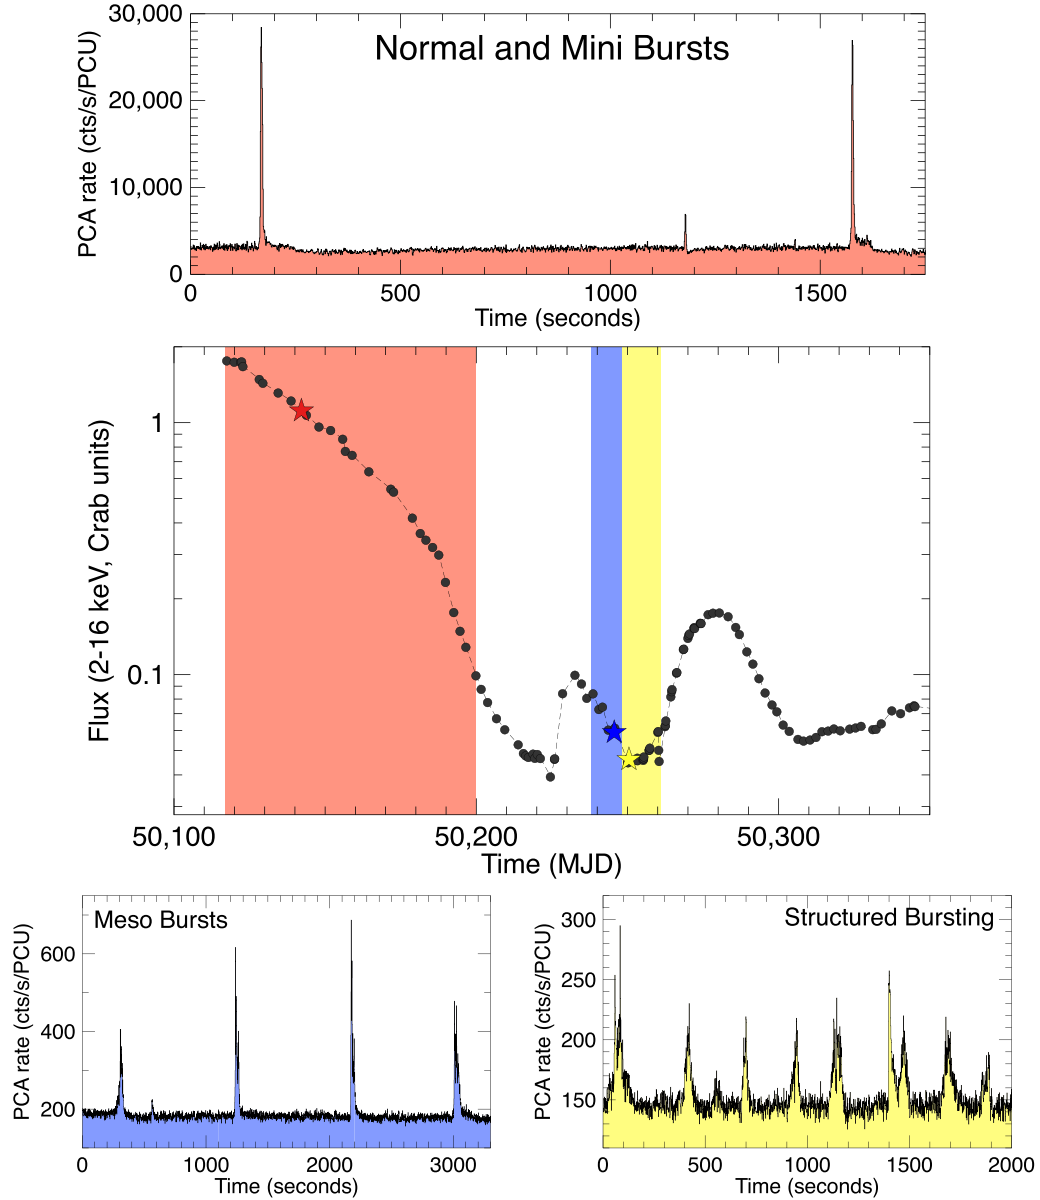 Normal and Mini Bursts
PCA rate (cts/s/PCU)
30,000
20,000
10,000
0
0 500 1000 1500
Time (seconds)
Flux (2-16 keV, Crab units)
1
0.1
50,100 50,200 50,300
Time (MJD)
Meso Bursts
PCA rate (cts/s/PCU)
600
400
200
0 1000 2000 3000
Time (seconds)
Structured Bursting
PCA rate (cts/s/PCU)
300
250
200
150
0 500 1000 1500 2000
Time (seconds)